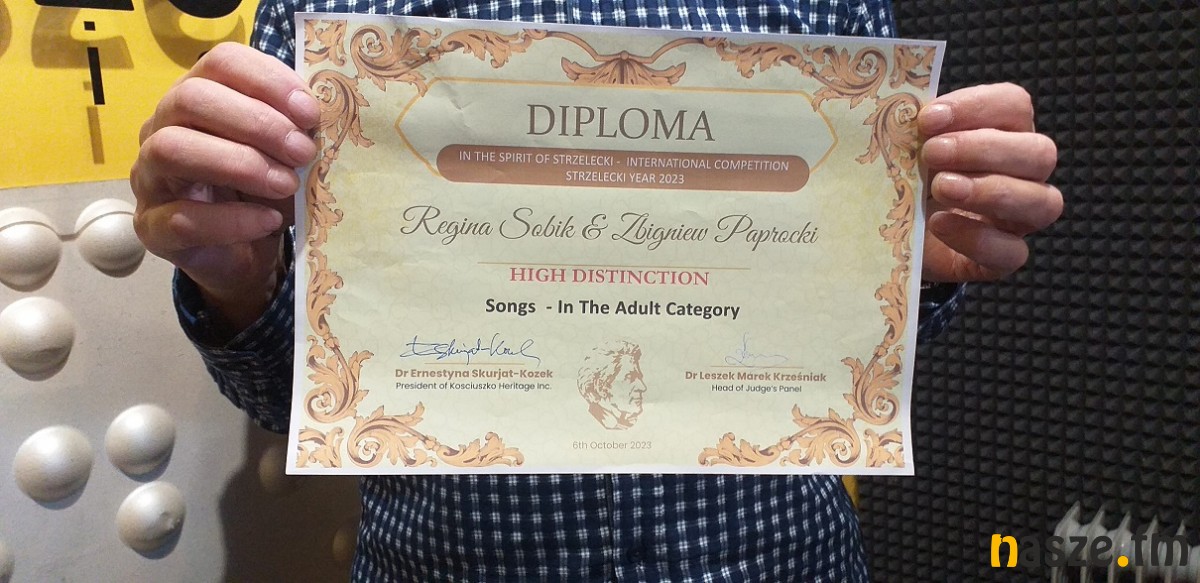 DIPLOMA
IN THE SPIRIT OF STRZELECKI - INTERNATIONAL COMPETITION
STRZELECKI YEAR 2023
Regina Sobik & Zbigniew Paprocki
HIGH DISTINCTION
Songs - In The Adult Category
Dr Ernestyna Skurjat-Kozek
President of Kosciuszko Heritage Inc.
Dr Leszek Marek Krześniak
Head of Judge's Panel
6th October 2023
nasze.fm